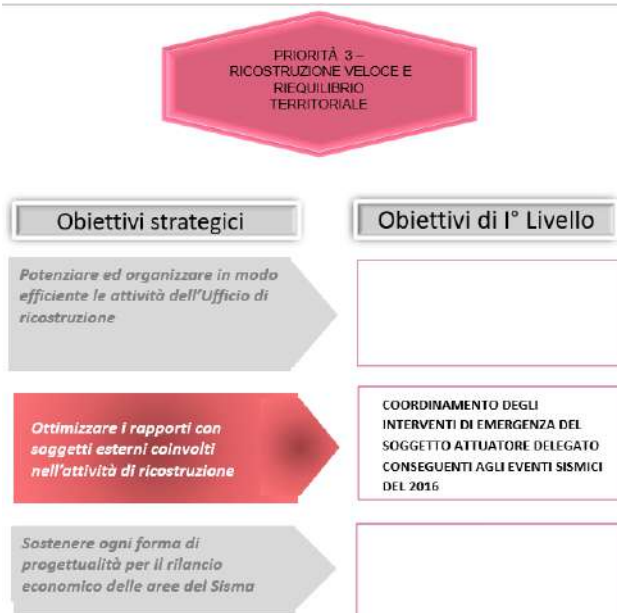 PRIORITÀ 3 –
RICOSTRUZIONE VELOCE E
RIEQUILIBRIO
TERRITORIALE
Obiettivi strategici
Obiettivi di I° Livello
Potenziare ed organizzare in modo
efficiente le attività dell'Ufficio di
ricostruzione
Ottimizzare i rapporti con
soggetti esterni coinvolti
nell'attività di ricostruzione
COORDINAMENTO DEGLI
INTERVENTI DI EMERGENZA DEL
SOGGETTO ATTUATORE DELEGATO
CONSEGUENTI AGLI EVENTI SISMICI
DEL 2016
Sostenere ogni forma di
progettualità per il rilancio
economico delle aree del Sisma